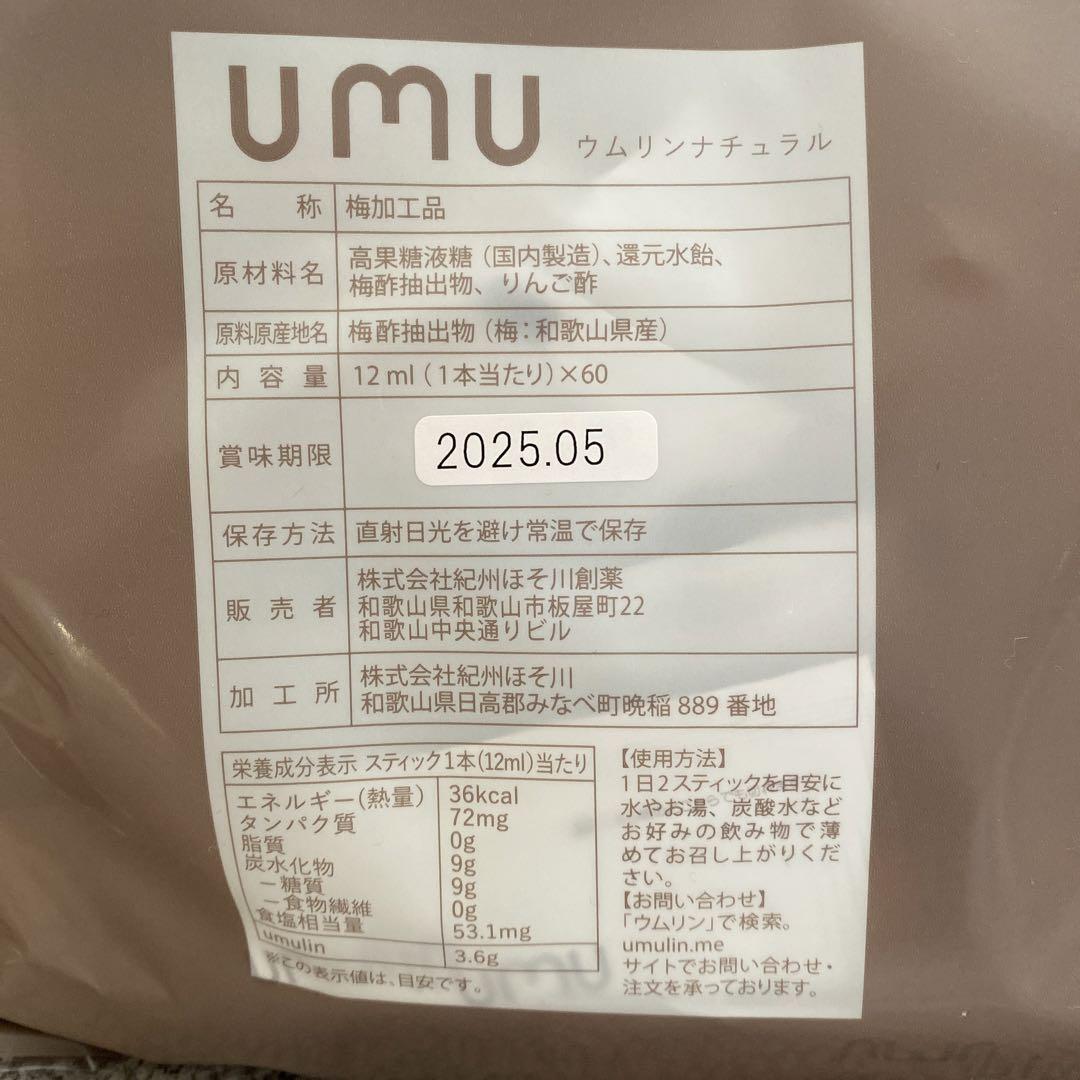 umu
ウムリンナチュラル
名 称 梅加工品
原材料名 高果糖液糖（国内製造）、還元水飴、
梅酢抽出物、りんご酢
原料原産地名 梅酢抽出物（梅：和歌山県産）
内 容 量 12 ml（1本当たり）×60
賞味期限 2025.05
保存方法 直射日光を避け常温で保存
販 売 者 株式会社紀州ほそ川創薬
和歌山県和歌山市板屋町22
和歌山中央通りビル
加 工 所 株式会社紀州ほそ川
和歌山県日高郡みなべ町晩稲 889 番地
栄養成分表示 スティック1本(12ml)当たり
エネルギー(熱量) 36kcal
タンパク質 72mg
脂質 0g
炭水化物 9g
－糖質 9g
－食物繊維 0g
食塩相当量 53.1mg
umulin 3.6g
※この表示値は、目安です。
【使用方法】
1日2スティックを目安に
水やお湯、炭酸水など
お好みの飲み物で薄
めてお召し上がりくだ
さい。
【お問い合わせ】
「ウムリン」で検索。
umulin.me
サイトでお問い合わせ・
注文を承っております。